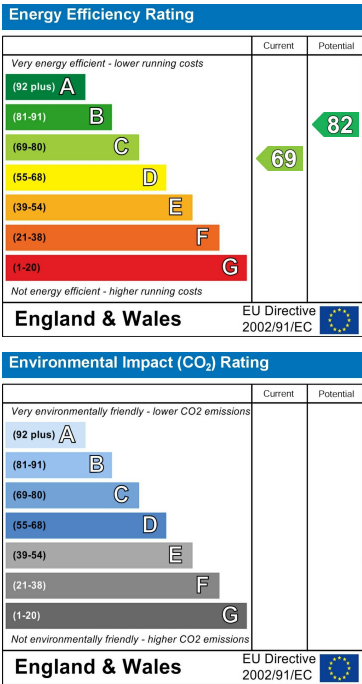 Energy Efficiency Rating
Current Potential
Very energy efficient - lower running costs
(92 plus) A
(81-91) B
(69-80) C
(55-68) D
(39-54) E
(21-38) F
(1-20) G
69
82
Not energy efficient - higher running costs
England & Wales
EU Directive
2002/91/EC
Environmental Impact (CO₂) Rating
Current Potential
Very environmentally friendly - lower CO2 emissions
(92 plus) A
(81-91) B
(69-80) C
(55-68) D
(39-54) E
(21-38) F
(1-20) G
Not environmentally friendly - higher CO2 emissions
England & Wales
EU Directive
2002/91/EC